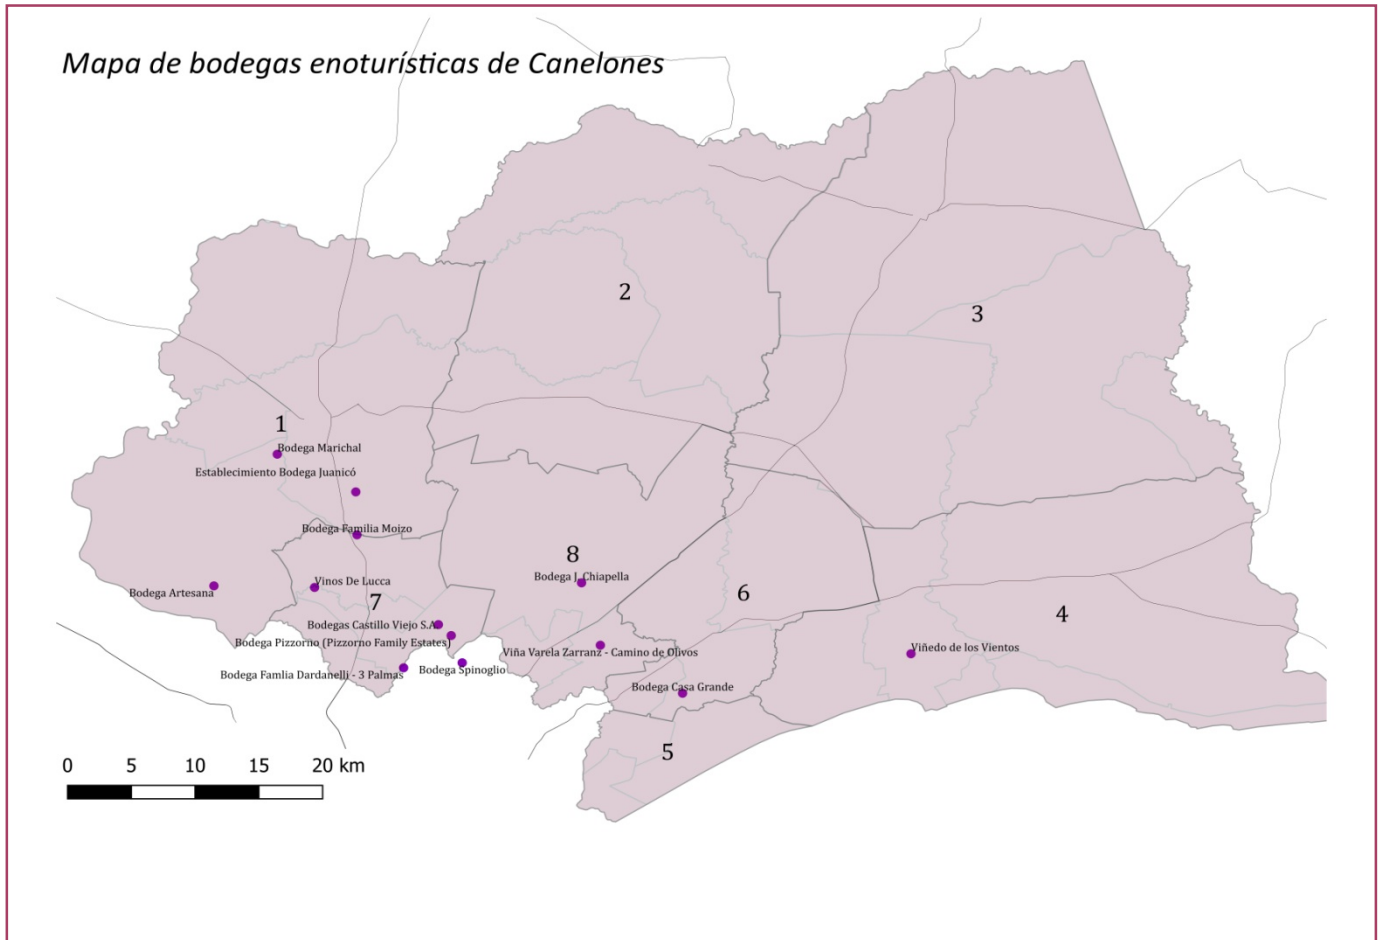 Mapa de bodegas enoturísticas de Canelones
2
3
1
Bodega Marichal
Establecimiento Bodega Juanicó
Bodega Familia Moizo
8
Bodega J. Chiapella
Vinos De Lucca
Bodega Artesana
6
7
4
Bodegas Castillo Viejo S.A.
Bodega Pizzorno (Pizzorno Family Estates)
Viña Varela Zarranz - Camino de Olivos
Viñedo de los Vientos
Bodega Famlia Dardanelli - 3 Palmas
Bodega Spinoglio
Bodega Casa Grande
5
0 5 10 15 20 km